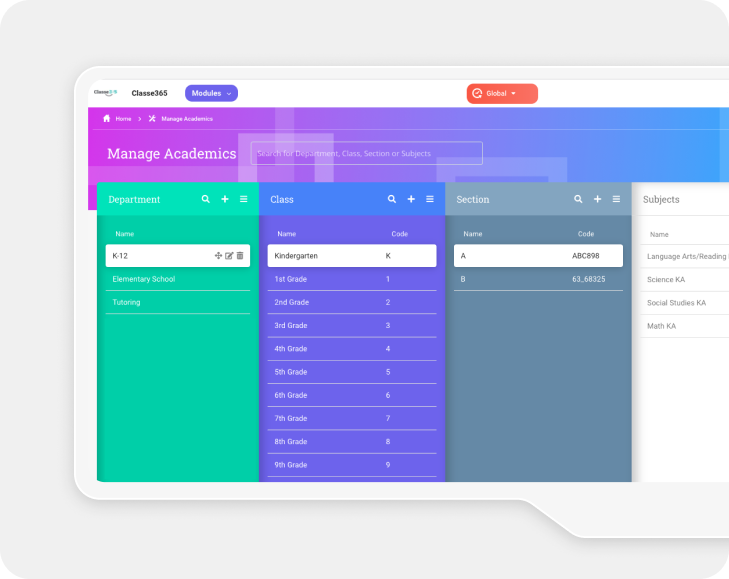 Classe365
Classe365
Modules
Global
Home > Manage Academics
Manage Academics
Search for Department, Class, Section or Subjects
Department
Class
Section
Subjects
Name
Name Code
Name Code
Name
K-12
Kindergarten K
A ABC898
Language Arts/Reading
Elementary School
1st Grade 1
B 63_68325
Science KA
Tutoring
2nd Grade 2
Social Studies KA
3rd Grade 3
Math KA
4th Grade 4
5th Grade 5
6th Grade 6
7th Grade 7
8th Grade 8
9th Grade 9